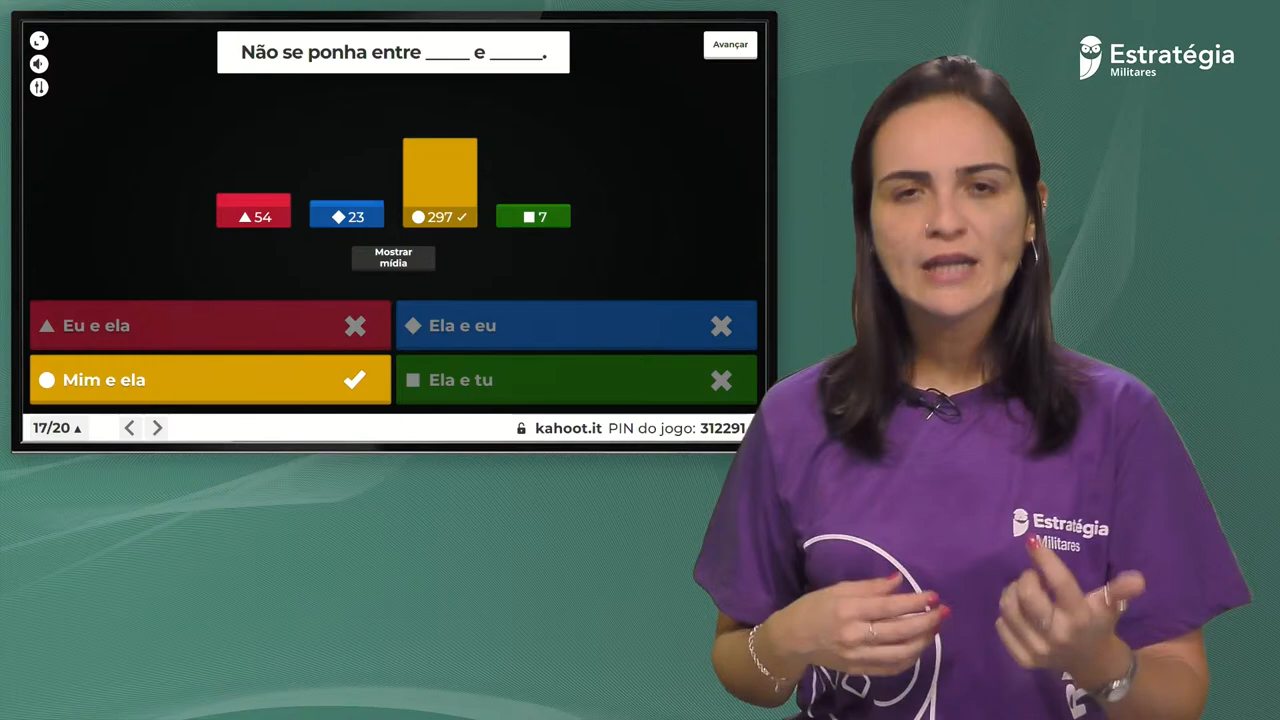 Não se ponha entre _____ e ______.
Avançar
Estratégia
Militares
54
23
297
7
Mostrar
mídia
Eu e ela
Ela e eu
Mim e ela
Ela e tu
17/20
kahoot.it PIN do jogo: 312291
Estratégia
Militares